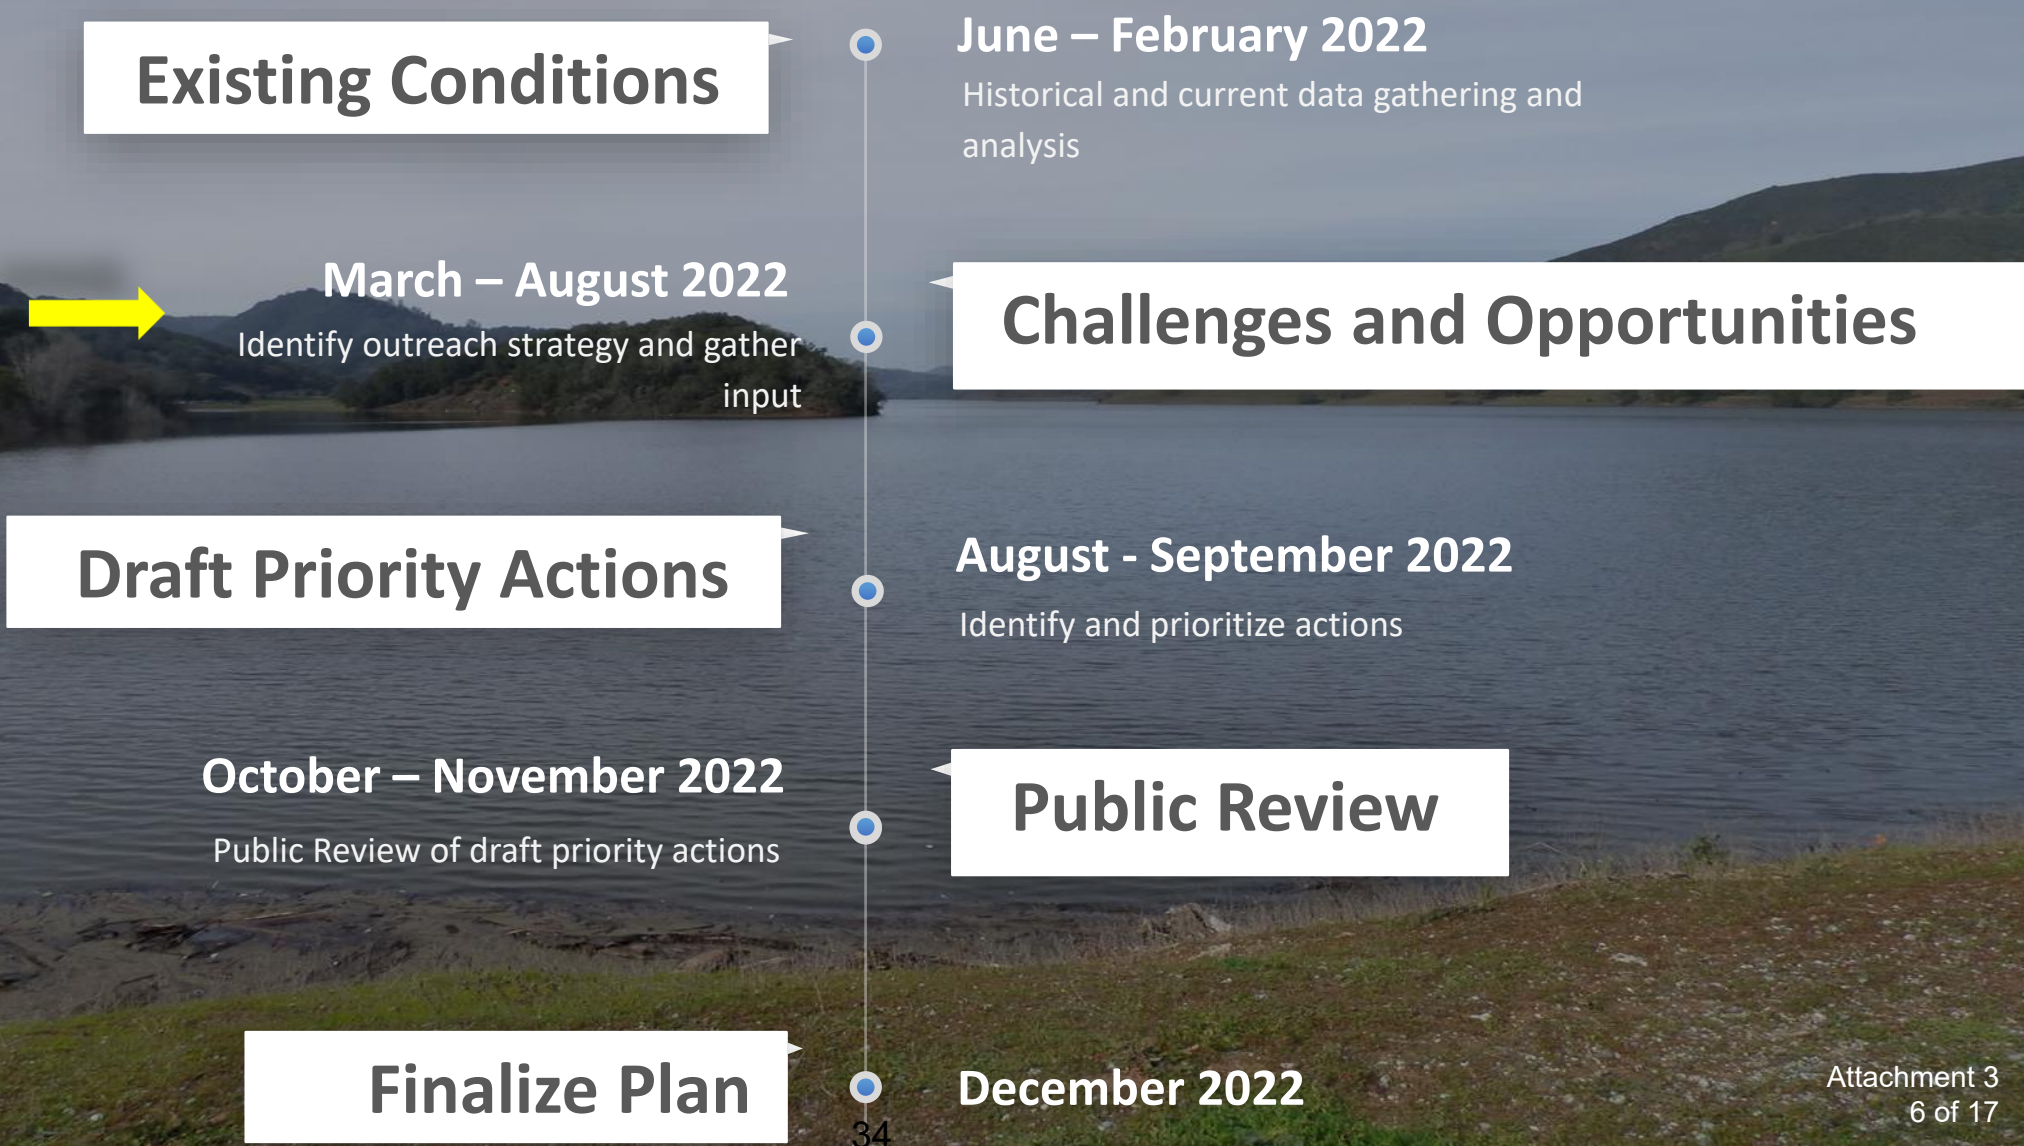 Existing Conditions
June – February 2022
Historical and current data gathering and
analysis
March – August 2022
Identify outreach strategy and gather
input
Challenges and Opportunities
Draft Priority Actions
August - September 2022
Identify and prioritize actions
October – November 2022
Public Review of draft priority actions
Public Review
Finalize Plan
December 2022
Attachment 3
6 of 17
34